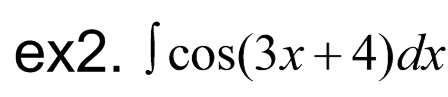 ex2. ∫ cos(3x + 4)dx